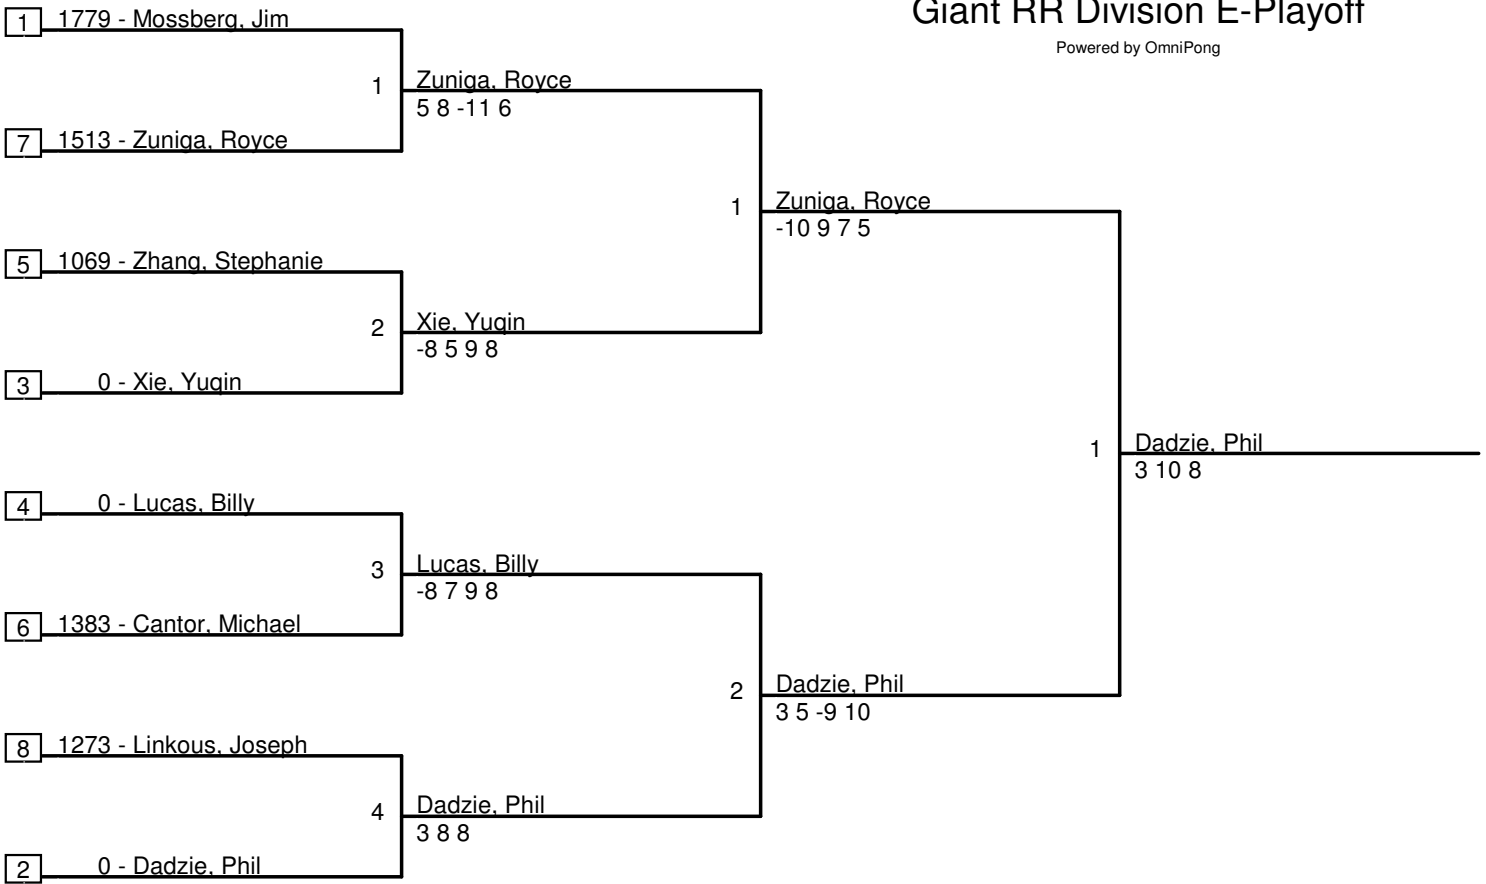 Giant RR Division E-Playoff
Powered by OmniPong
1 1779 - Mossberg, Jim
1 Zuniga, Royce
5 8 -11 6
7 1513 - Zuniga, Royce
1 Zuniga, Royce
-10 9 7 5
5 1069 - Zhang, Stephanie
2 Xie, Yuqin
-8 5 9 8
3 0 - Xie, Yuqin
1 Dadzie, Phil
3 10 8
4 0 - Lucas, Billy
3 Lucas, Billy
-8 7 9 8
6 1383 - Cantor, Michael
2 Dadzie, Phil
3 5 -9 10
8 1273 - Linkous, Joseph
4 Dadzie, Phil
3 8 8
2 0 - Dadzie, Phil